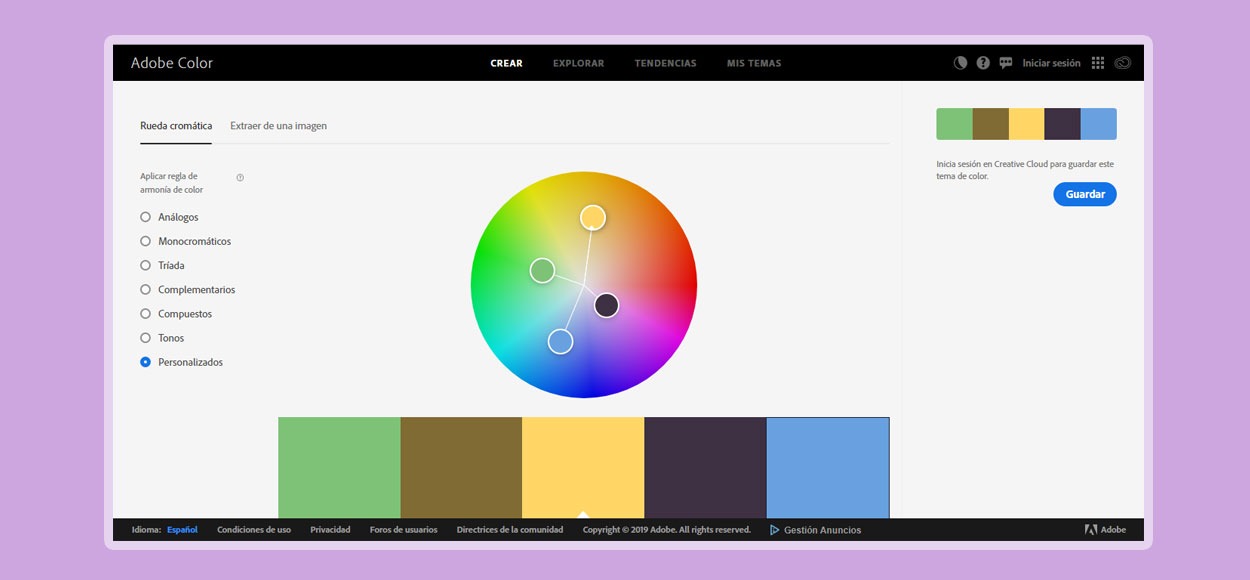 Adobe Color
CREAR
EXPLORAR
TENDENCIAS
MIS TEMAS
Iniciar sesión
Rueda cromática
Extraer de una imagen
Aplicar regla de
armonía de color
Análogos
Monocromáticos
Tríada
Complementarios
Compuestos
Tonos
Personalizados
Inicia sesión en Creative Cloud para guardar este
tema de color.
Guardar
Idioma: Español
Condiciones de uso
Privacidad
Foros de usuarios
Directrices de la comunidad
Copyright © 2019 Adobe. All rights reserved.
Gestión Anuncios
Adobe